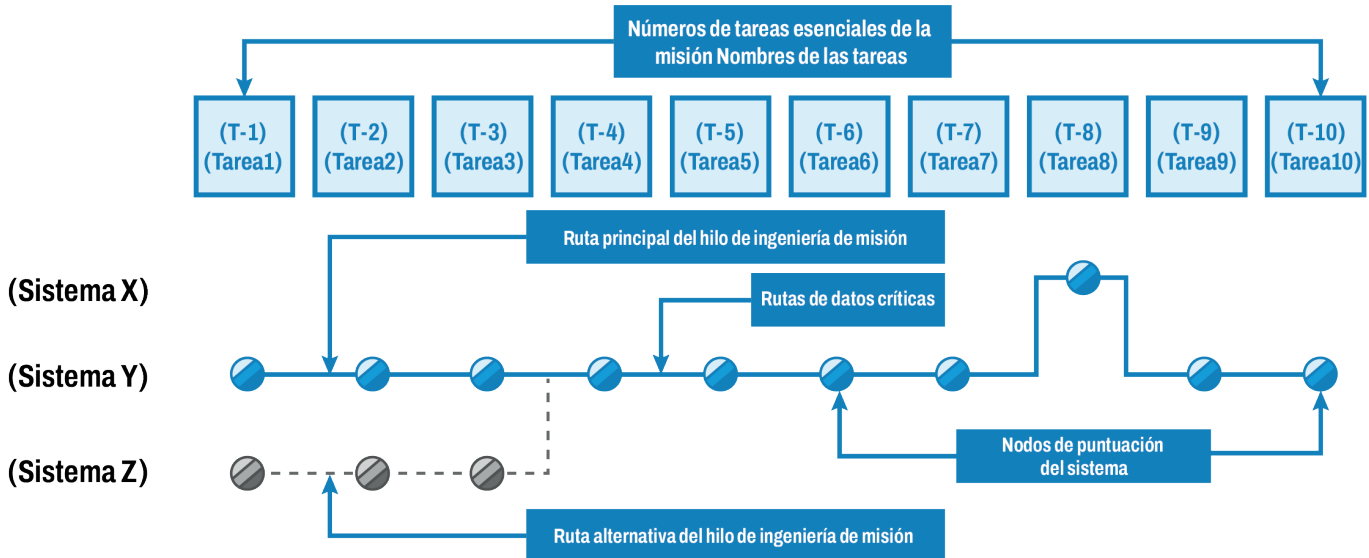 Números de tareas esenciales de la
misión Nombres de las tareas
(T-1)
(Tarea1)
(T-2)
(Tarea2)
(T-3)
(Tarea3)
(T-4)
(Tarea4)
(T-5)
(Tarea5)
(T-6)
(Tarea6)
(T-7)
(Tarea7)
(T-8)
(Tarea8)
(T-9)
(Tarea9)
(T-10)
(Tarea10)
Ruta principal del hilo de ingeniería de misión
(Sistema X)
Rutas de datos críticas
(Sistema Y)
Nodos de puntuación
del sistema
(Sistema Z)
Ruta alternativa del hilo de ingeniería de misión